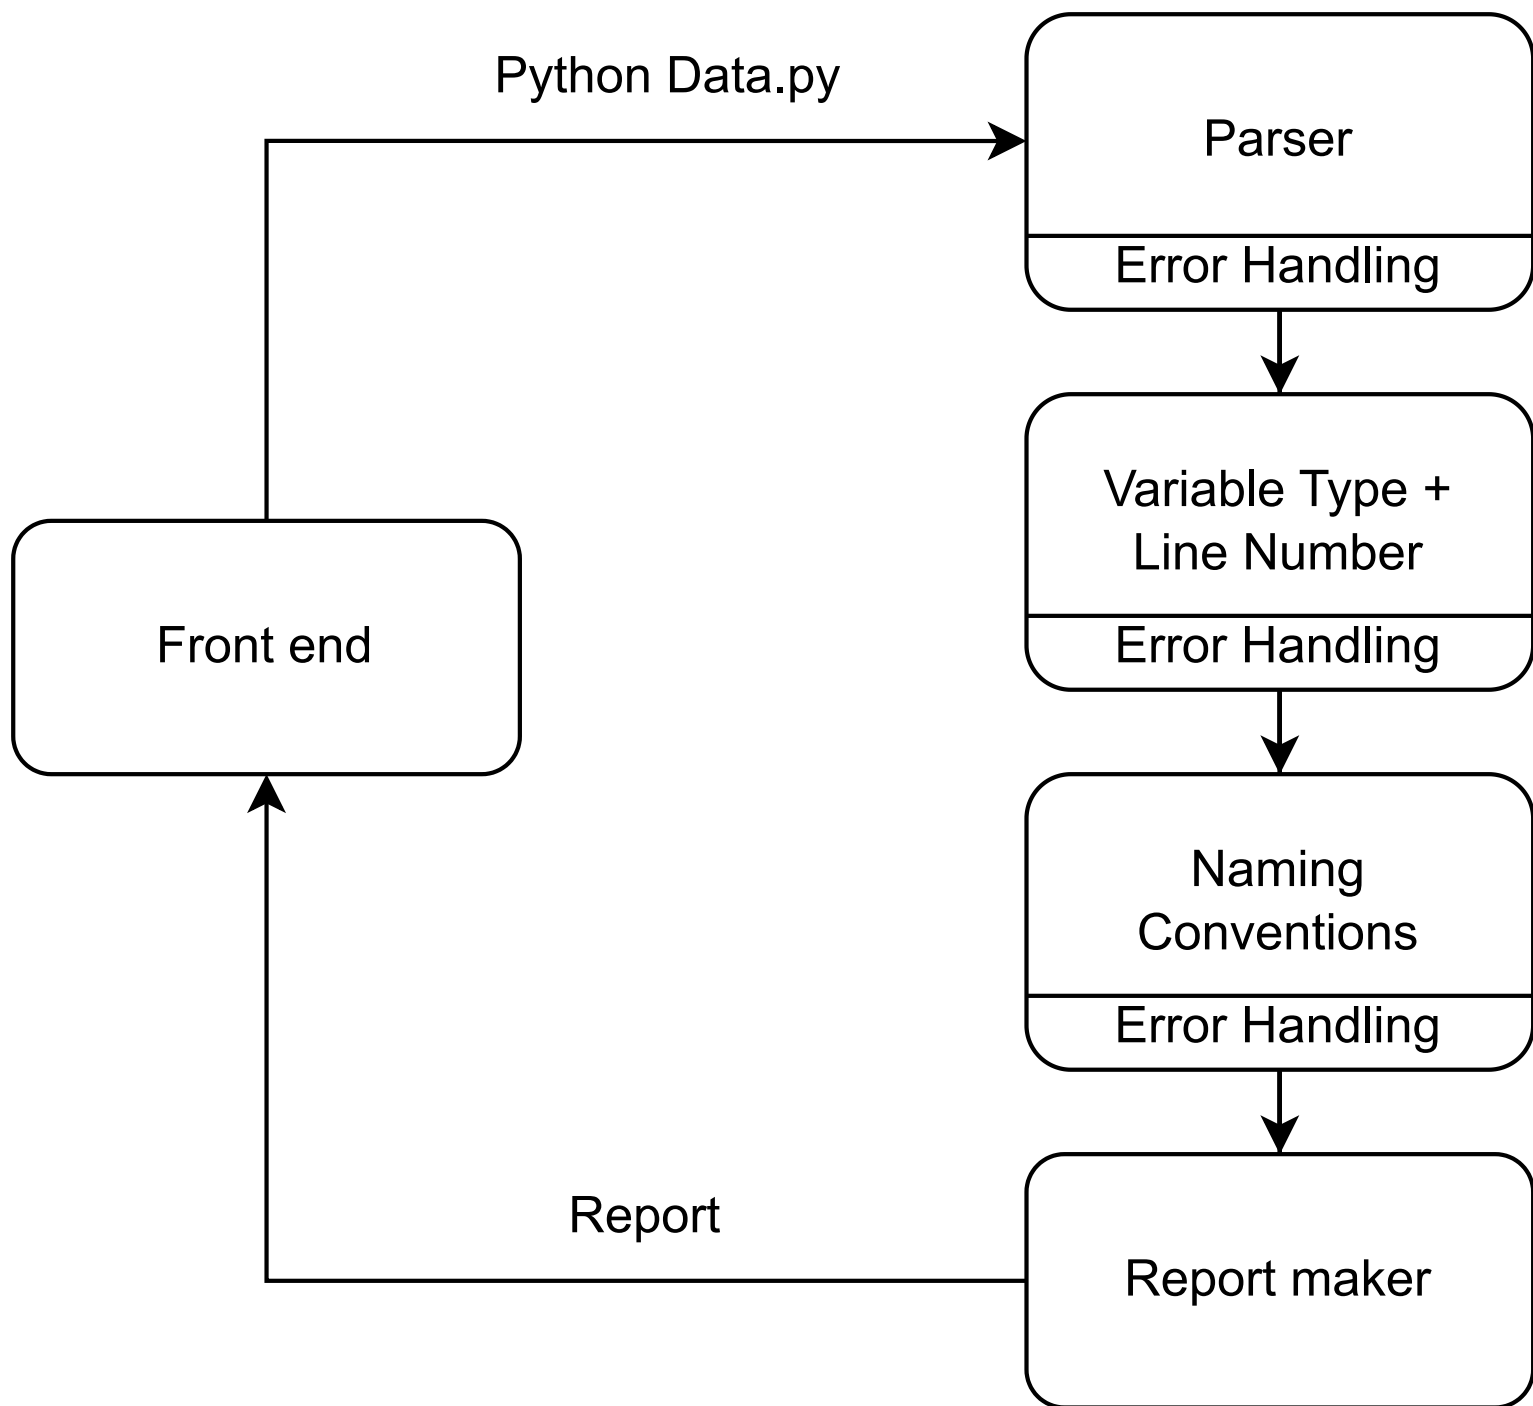 Python Data.py
Parser
Error Handling
Variable Type +
Line Number
Error Handling
Front end
Naming
Conventions
Error Handling
Report
Report maker